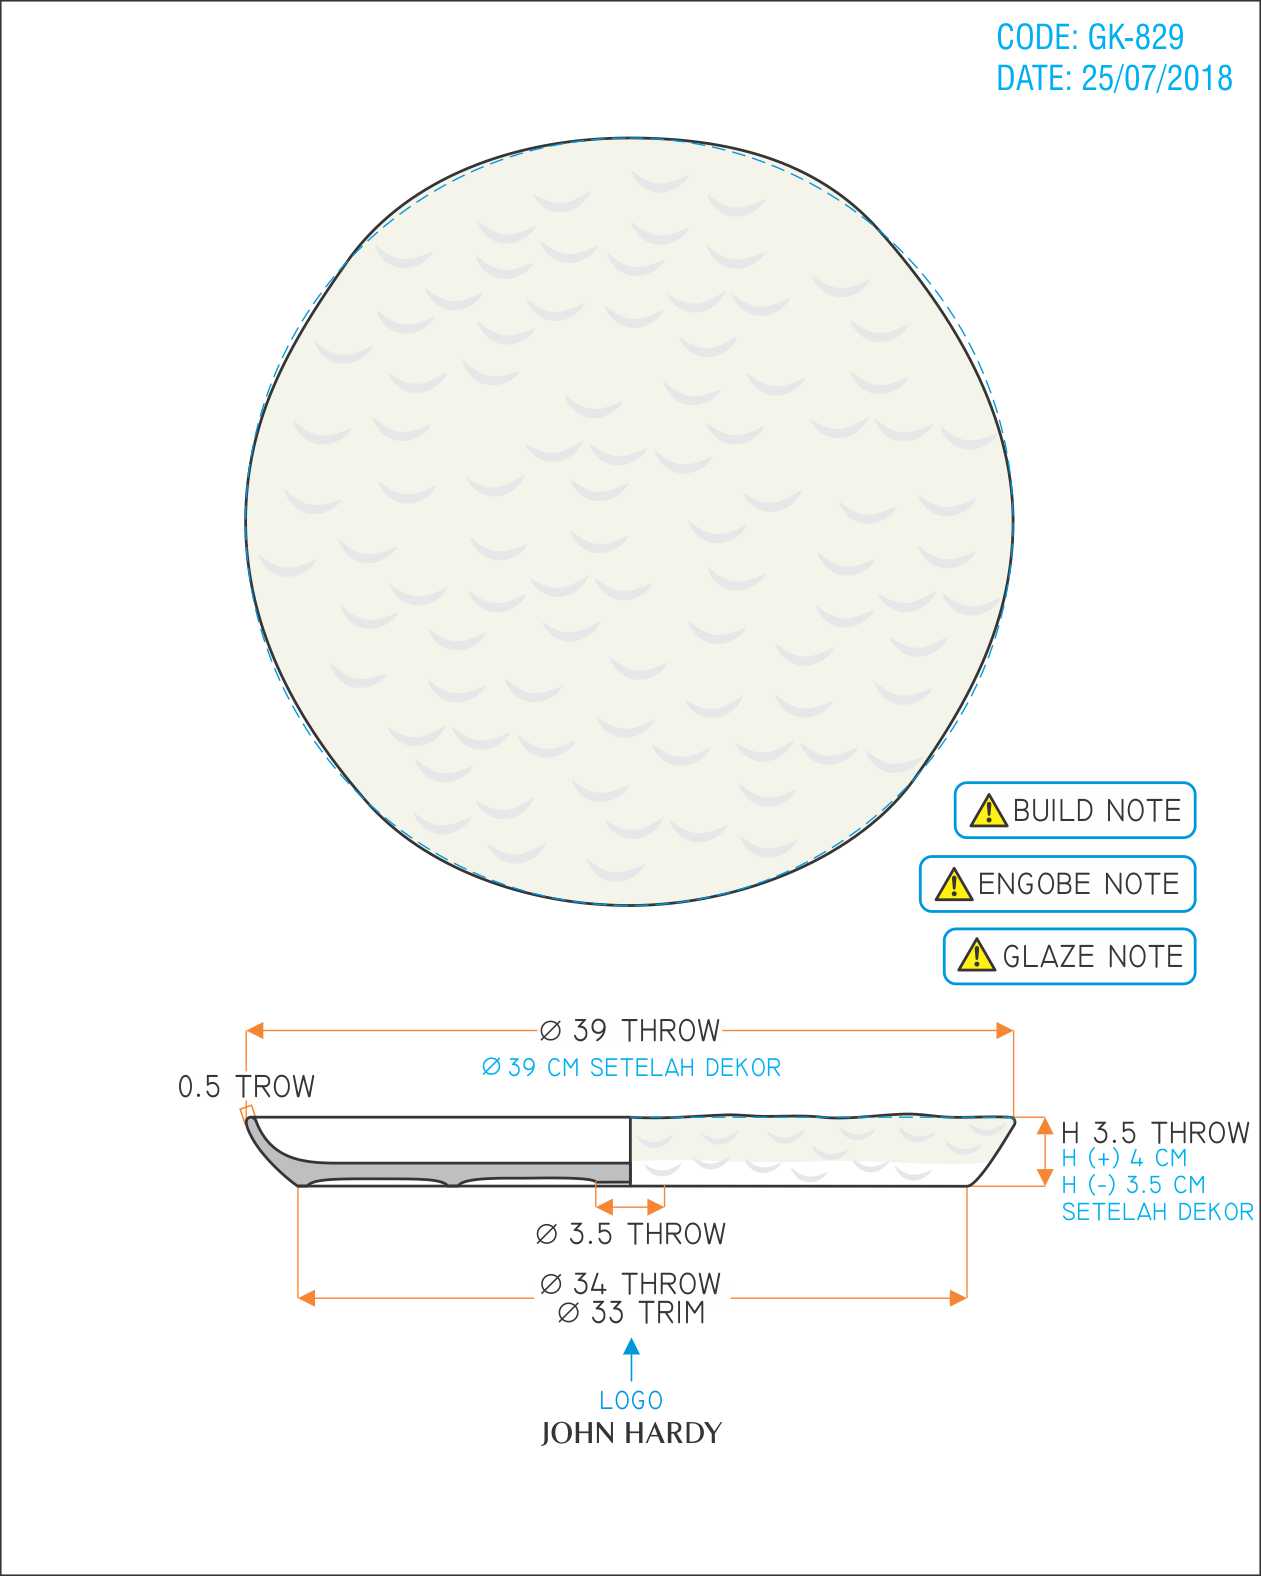 CODE: GK-829
DATE: 25/07/2018
BUILD NOTE
ENGOBE NOTE
GLAZE NOTE
Ø 39 THROW
Ø 39 CM SETELAH DEKOR
0.5 TROW
H 3.5 THROW
H (+) 4 CM
H (-) 3.5 CM
SETELAH DEKOR
Ø 3.5 THROW
Ø 34 THROW
Ø 33 TRIM
LOGO
JOHN HARDY